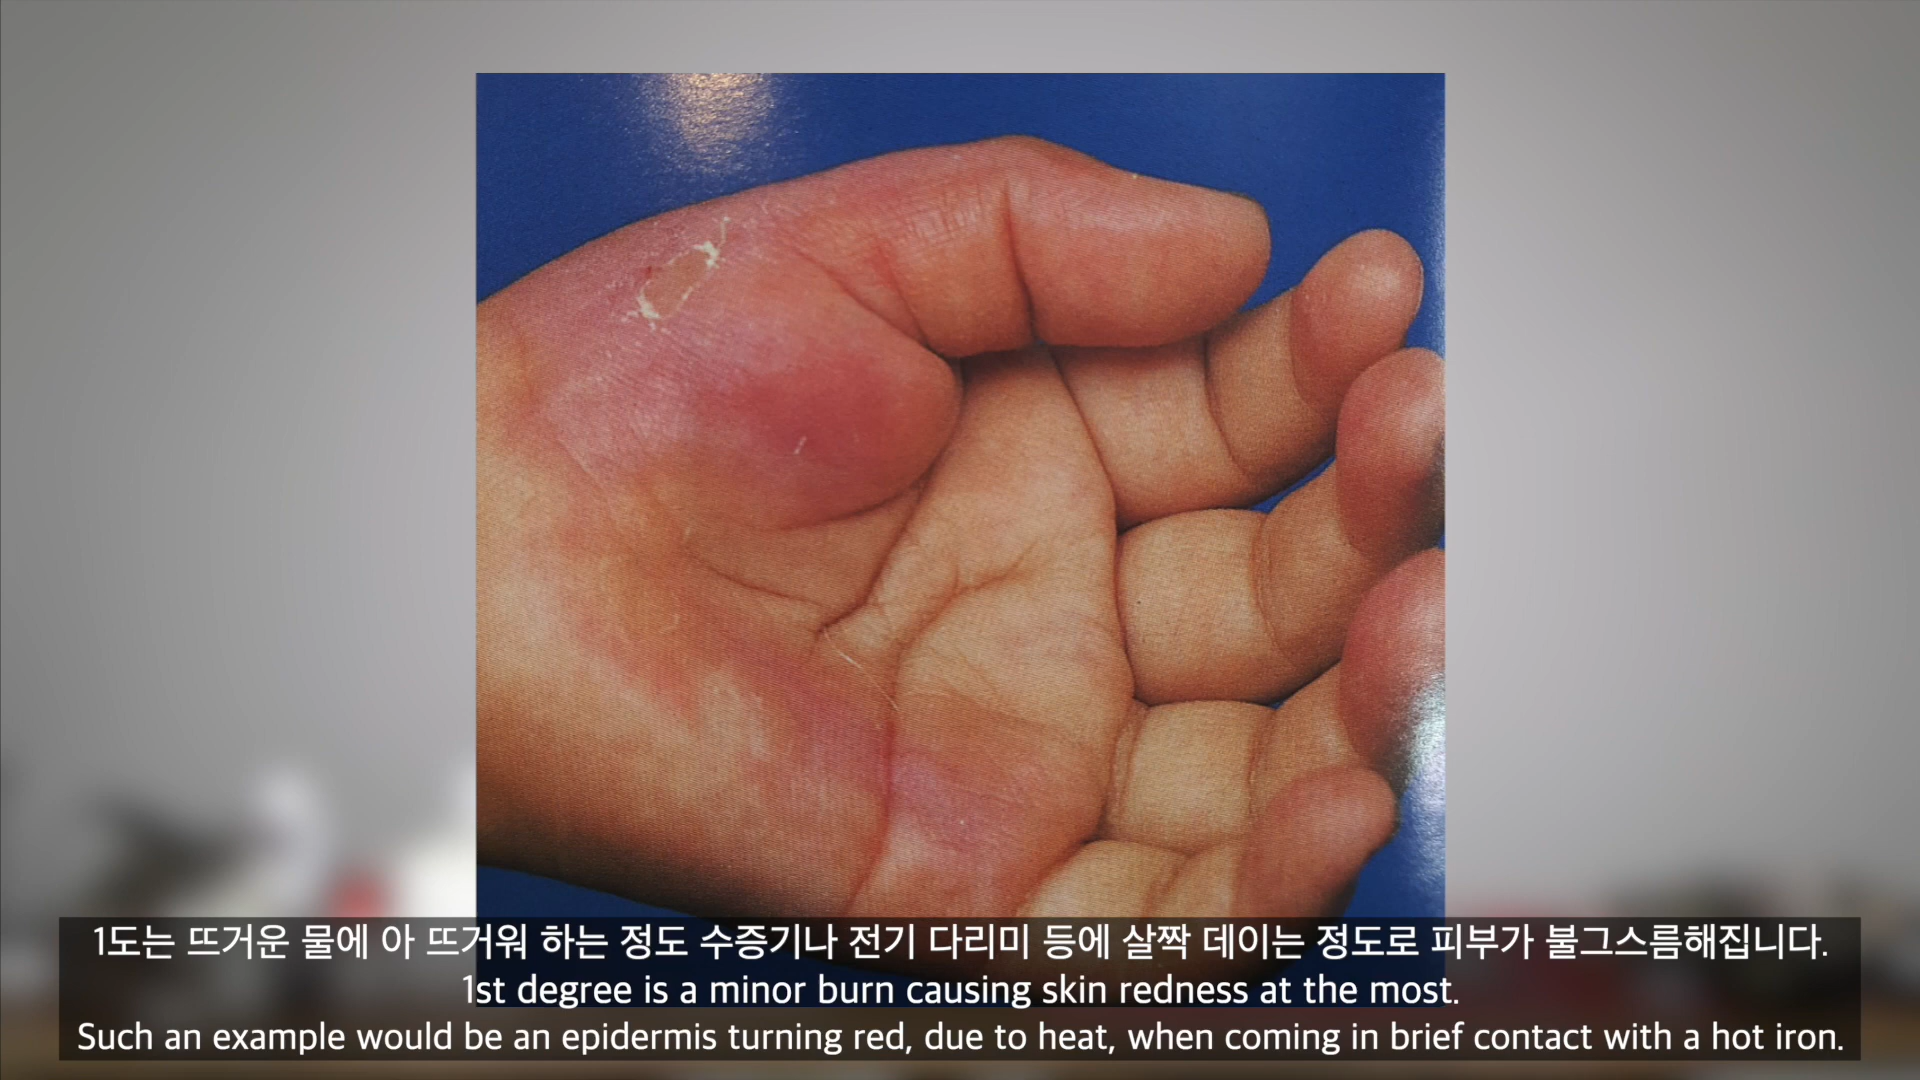 1도는 뜨거운 물에 아 뜨거워 하는 정도 수증기나 전기 다리미 등에 살짝 데이는 정도로 피부가 불그스름해집니다.
1st degree is a minor burn causing skin redness at the most.
Such an example would be an epidermis turning red, due to heat, when coming in brief contact with a hot iron.